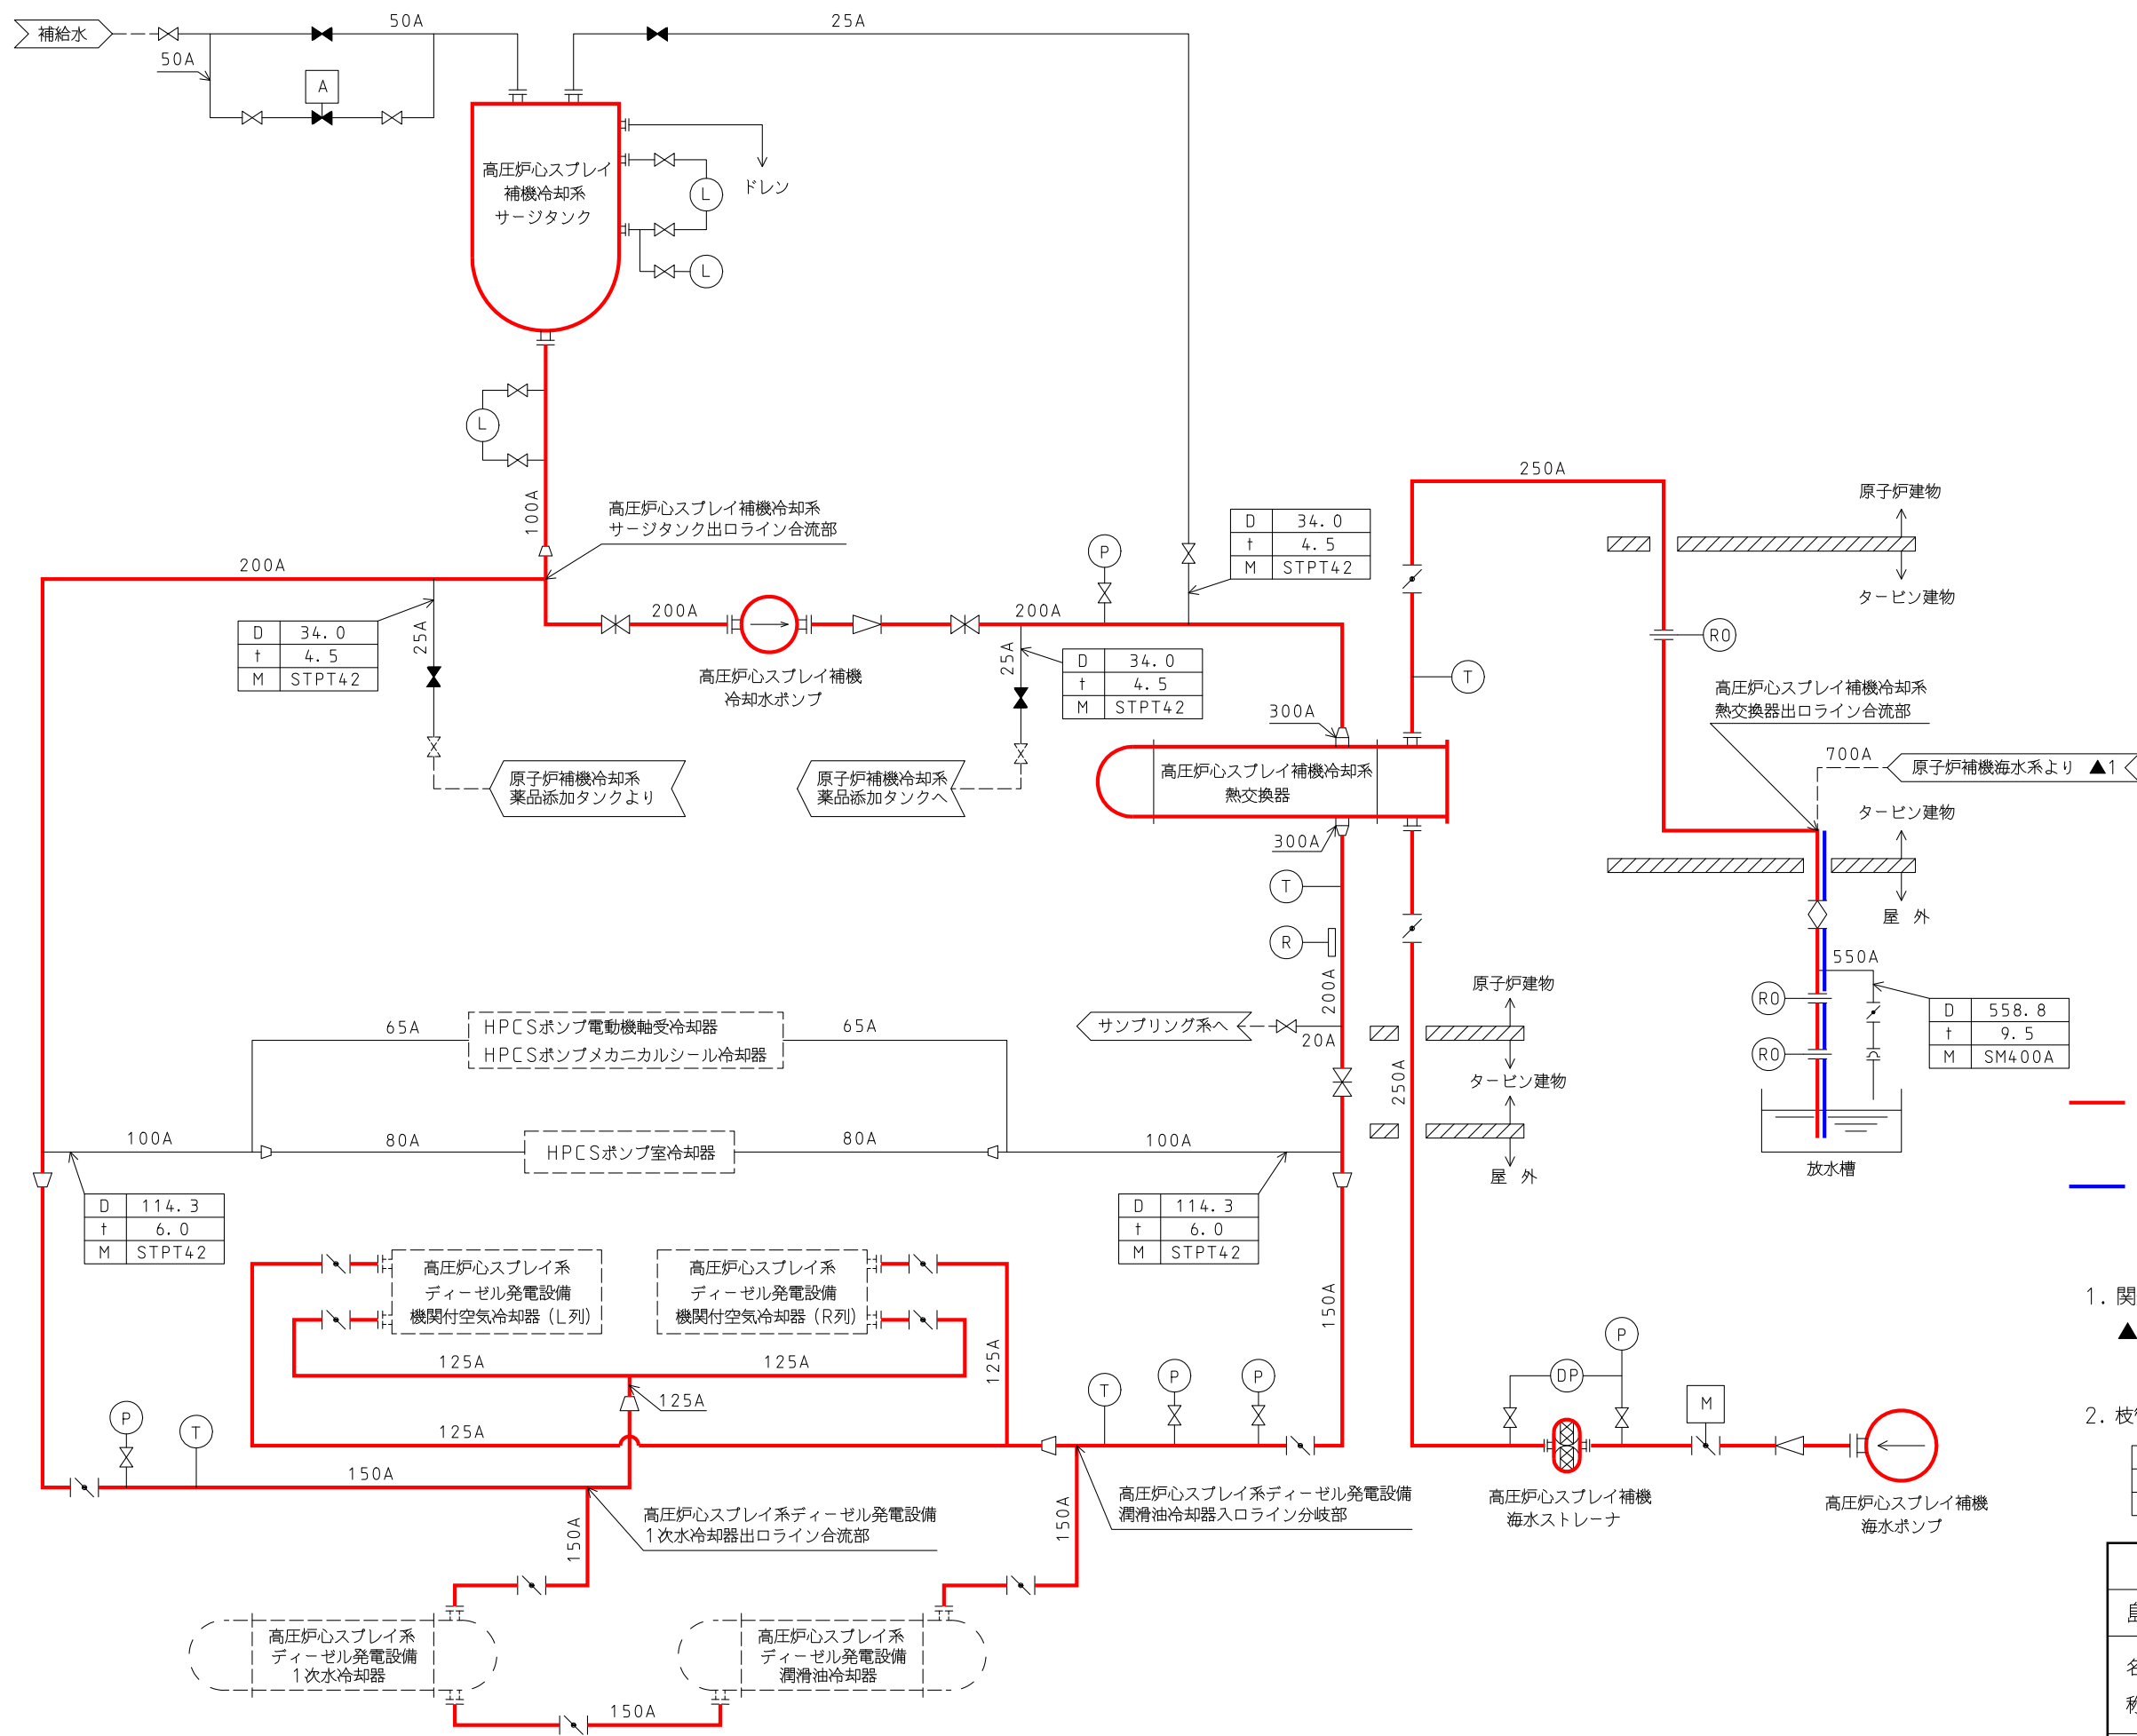 補給水
50A
50A
A
25A
高圧炉心スプレイ
補機冷却系
サージタンク
ドレン
L
L
L
100A
高圧炉心スプレイ補機冷却系
サージタンク出口ライン合流部
200A
D 34.0
t 4.5
M STPT42
25A
200A
高圧炉心スプレイ補機
冷却水ポンプ
200A
P
D 34.0
t 4.5
M STPT42
25A
D 34.0
t 4.5
M STPT42
原子炉補機冷却系
薬品添加タンクより
原子炉補機冷却系
薬品添加タンクへ
300A
高圧炉心スプレイ補機冷却系
熱交換器
300A
T
R
200A
サンプリング系へ
20A
250A
原子炉建物
タービン建物
RO
T
高圧炉心スプレイ補機冷却系
熱交換器出口ライン合流部
700A
原子炉補機海水系より ▲1
タービン建物
屋 外
550A
RO
RO
D 558.8
t 9.5
M SM400A
放水槽
原子炉建物
タービン建物
屋 外
250A
65A
HPCSポンプ電動機軸受冷却器
HPCSポンプメカニカルシール冷却器
65A
100A
80A
HPCSポンプ室冷却器
80A
100A
D 114.3
t 6.0
M STPT42
D 114.3
t 6.0
M STPT42
高圧炉心スプレイ系
ディーゼル発電設備
機関付空気冷却器(L列)
高圧炉心スプレイ系
ディーゼル発電設備
機関付空気冷却器(R列)
125A
125A
125A
125A
125A
150A
P
T
150A
T
P
P
150A
高圧炉心スプレイ系ディーゼル発電設備
1次水冷却器出口ライン合流部
150A
高圧炉心スプレイ系ディーゼル発電設備
潤滑油冷却器入口ライン分岐部
DP
P
M
高圧炉心スプレイ補機
海水ストレーナ
高圧炉心スプレイ補機
海水ポンプ
高圧炉心スプレイ系
ディーゼル発電設備
1次水冷却器
高圧炉心スプレイ系
ディーゼル発電設備
潤滑油冷却器
150A
1. 関
▲
2. 枝
名
称